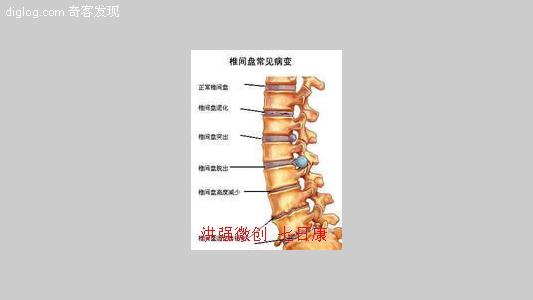 diglog.com 奇客发现
椎间盘常见病变
正常椎间盘
椎间盘退化
椎间盘突出
椎间盘脱出
椎间盘高度减少
洪强微创 七日康